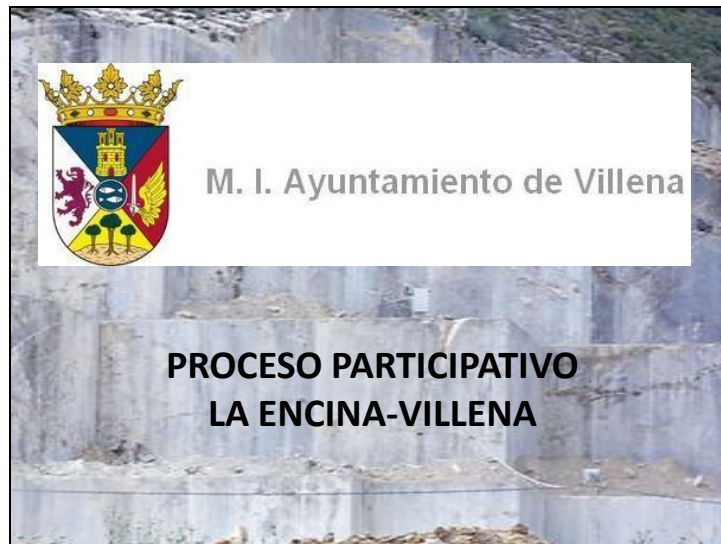 M. I. Ayuntamiento de Villena
PROCESO PARTICIPATIVO
LA ENCINA-VILLENA